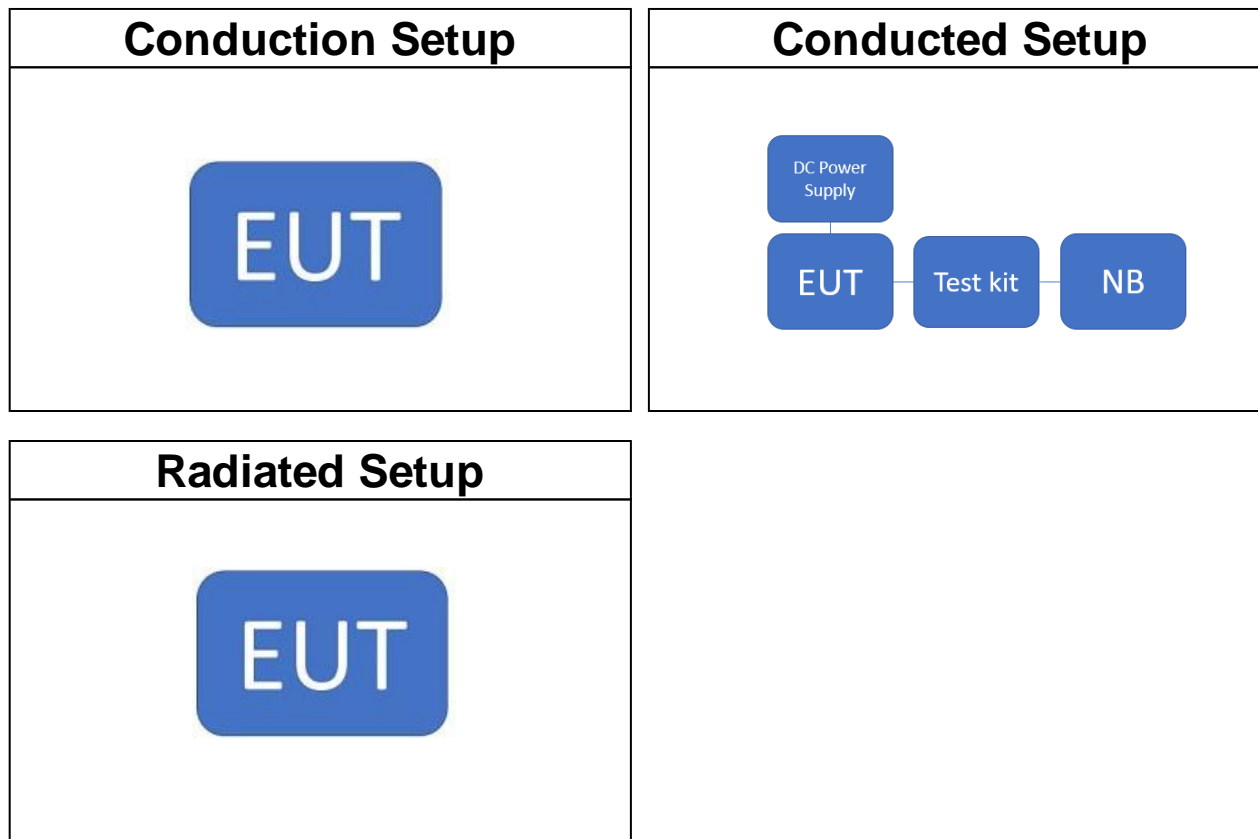 Conduction Setup
EUT
Conducted Setup
DC Power
Supply
EUT
Test kit
NB
Radiated Setup
EUT